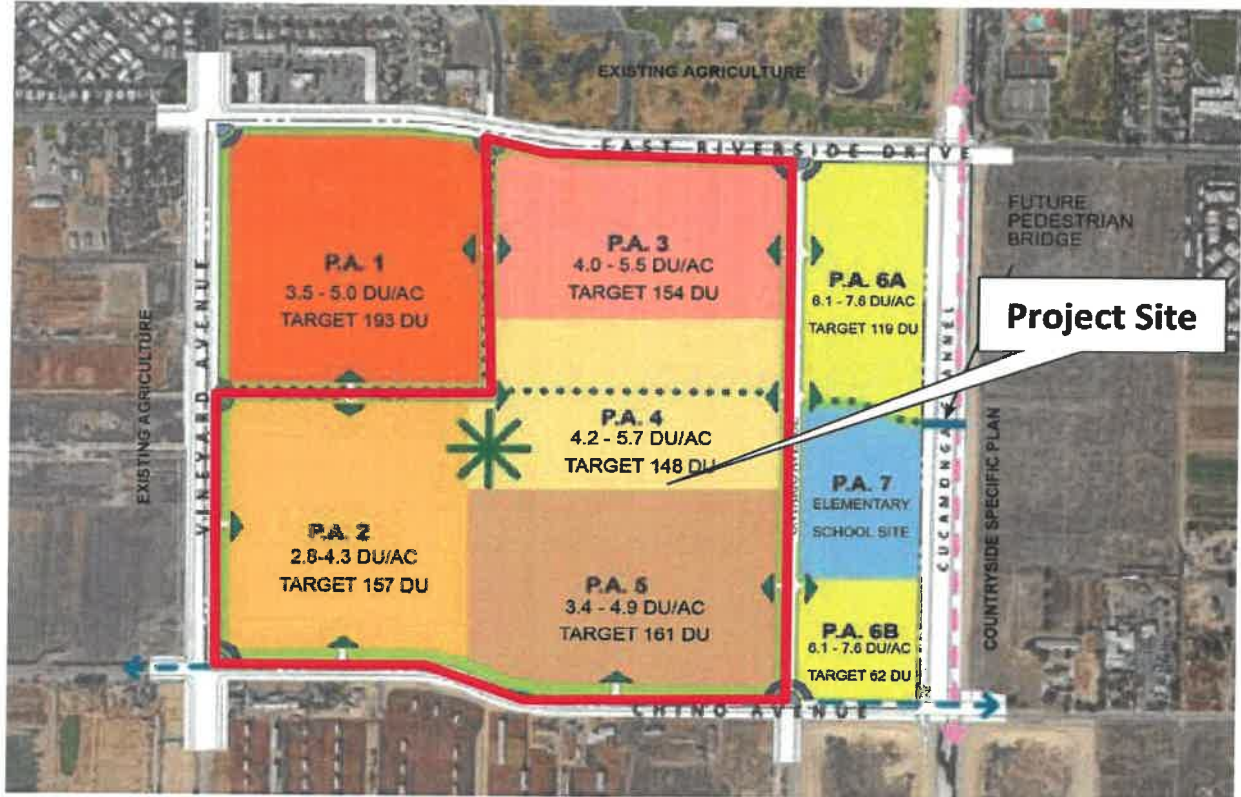 EXISTING AGRICULTURE
EAST RIVERSIDE DRIVE
FUTURE
PEDESTRIAN
BRIDGE
P.A. 1
3.5 - 5.0 DU/AC
TARGET 193 DU
P.A. 3
4.0 - 5.5 DU/AC
TARGET 154 DU
P.A. 6A
6.1 - 7.6 DU/AC
TARGET 119 DU
Project Site
VINEYARD AVENUE
EXISTING AGRICULTURE
P.A. 4
4.2 - 5.7 DU/AC
TARGET 148 DU
P.A. 7
ELEMENTARY
SCHOOL SITE
COUNTRYSIDE SPECIFIC PLAN
P.A. 2
2.8-4.3 DU/AC
TARGET 157 DU
P.A. 5
3.4 - 4.9 DU/AC
TARGET 161 DU
P.A. 6B
6.1 - 7.6 DU/AC
TARGET 62 DU
CHINO AVENUE